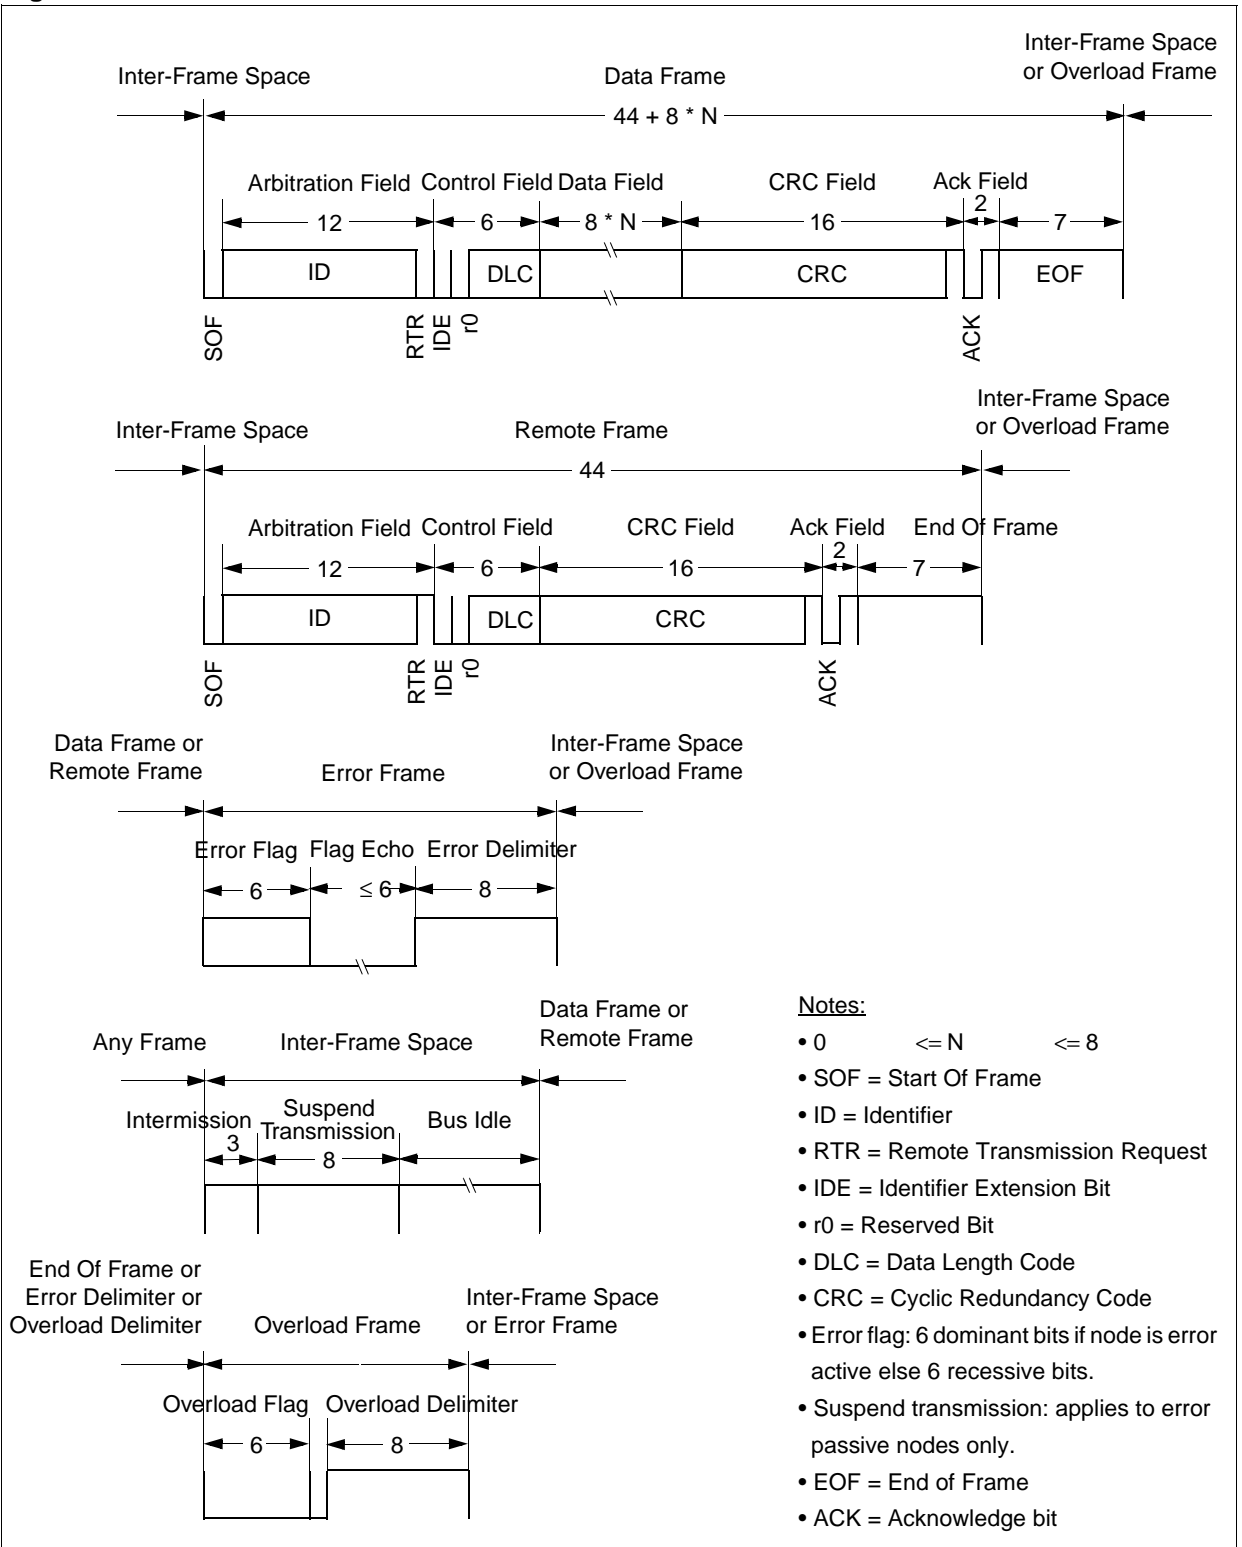 Inter-Frame Space
Data Frame
Inter-Frame Space
or Overload Frame
44 + 8 * N
Arbitration Field
Control Field
Data Field
CRC Field
Ack Field
12
6
8 * N
16
2
7
ID
DLC
CRC
EOF
SOF
RTR
IDE
r0
ACK
Inter-Frame Space
Remote Frame
Inter-Frame Space
or Overload Frame
44
Arbitration Field
Control Field
CRC Field
Ack Field
End Of Frame
12
6
16
2
7
ID
DLC
CRC
SOF
RTR
IDE
r0
ACK
Data Frame or
Remote Frame
Error Frame
Inter-Frame Space
or Overload Frame
Error Flag
Flag Echo
Error Delimiter
6
≤ 6
8
Any Frame
Inter-Frame Space
Data Frame or
Remote Frame
Intermission
Suspend
Transmission
Bus Idle
3
8
End Of Frame or
Error Delimiter or
Overload Delimiter
Overload Frame
Inter-Frame Space
or Error Frame
Overload Flag
Overload Delimiter
6
8
Notes:
• 0 <= N <= 8
• SOF = Start Of Frame
• ID = Identifier
• RTR = Remote Transmission Request
• IDE = Identifier Extension Bit
• r0 = Reserved Bit
• DLC = Data Length Code
• CRC = Cyclic Redundancy Code
• Error flag: 6 dominant bits if node is error
active else 6 recessive bits.
• Suspend transmission: applies to error
passive nodes only.
• EOF = End of Frame
• ACK = Acknowledge bit